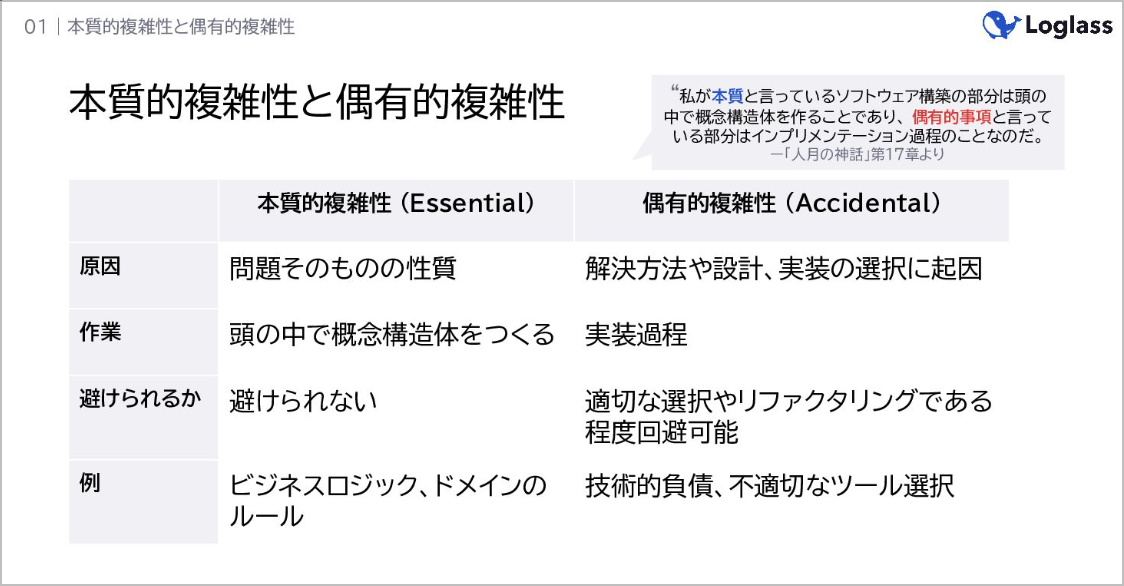 01 | 本質的複雑性と偶有的複雑性
Loglass
本質的複雑性と偶有的複雑性
“私が本質と言っているソフトウェア構築の部分は頭の
中で概念構造体を作ることであり、偶有的事項と言って
いる部分はインプリメンテーション過程のことなのだ。
―「人月の神話」第17章より
本質的複雑性（Essential）
偶有的複雑性（Accidental）
原因
問題そのものの性質
解決方法や設計、実装の選択に起因
作業
頭の中で概念構造体をつくる
実装過程
避けられるか
避けられない
適切な選択やリファクタリングである
程度回避可能
例
ビジネスロジック、ドメインの
ルール
技術的負債、不適切なツール選択